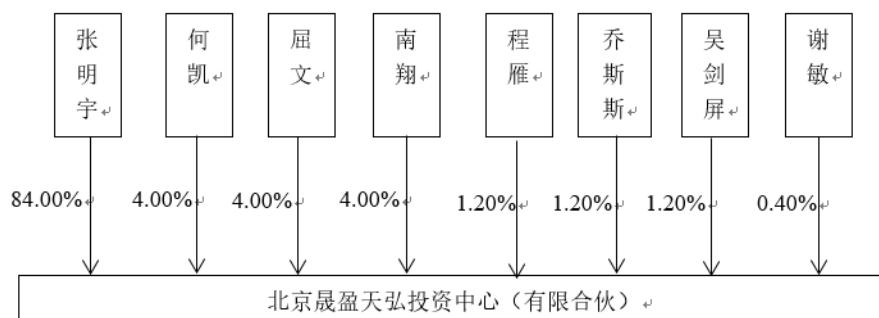 张明宇
何凯
屈文
南翔
程雁
乔斯斯
吴剑屏
谢敏
84.00%
4.00%
4.00%
4.00%
1.20%
1.20%
1.20%
0.40%
北京晟盈天弘投资中心（有限合伙）